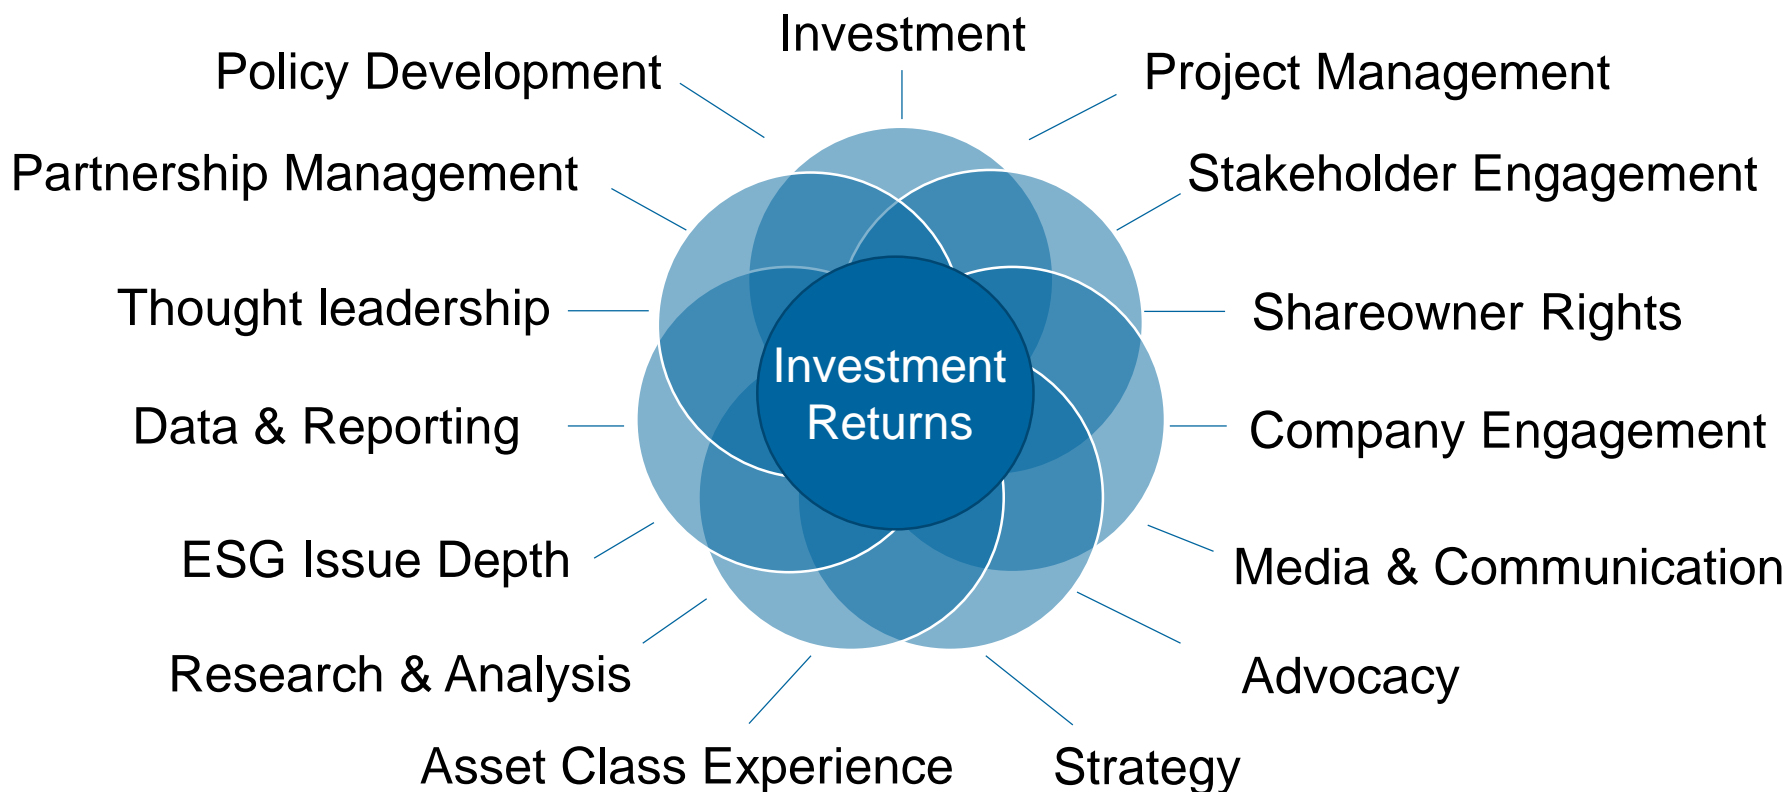 Investment
Policy Development
Project Management
Partnership Management
Stakeholder Engagement
Thought leadership
Shareowner Rights
Investment
Returns
Data & Reporting
Company Engagement
ESG Issue Depth
Media & Communication
Research & Analysis
Advocacy
Asset Class Experience
Strategy